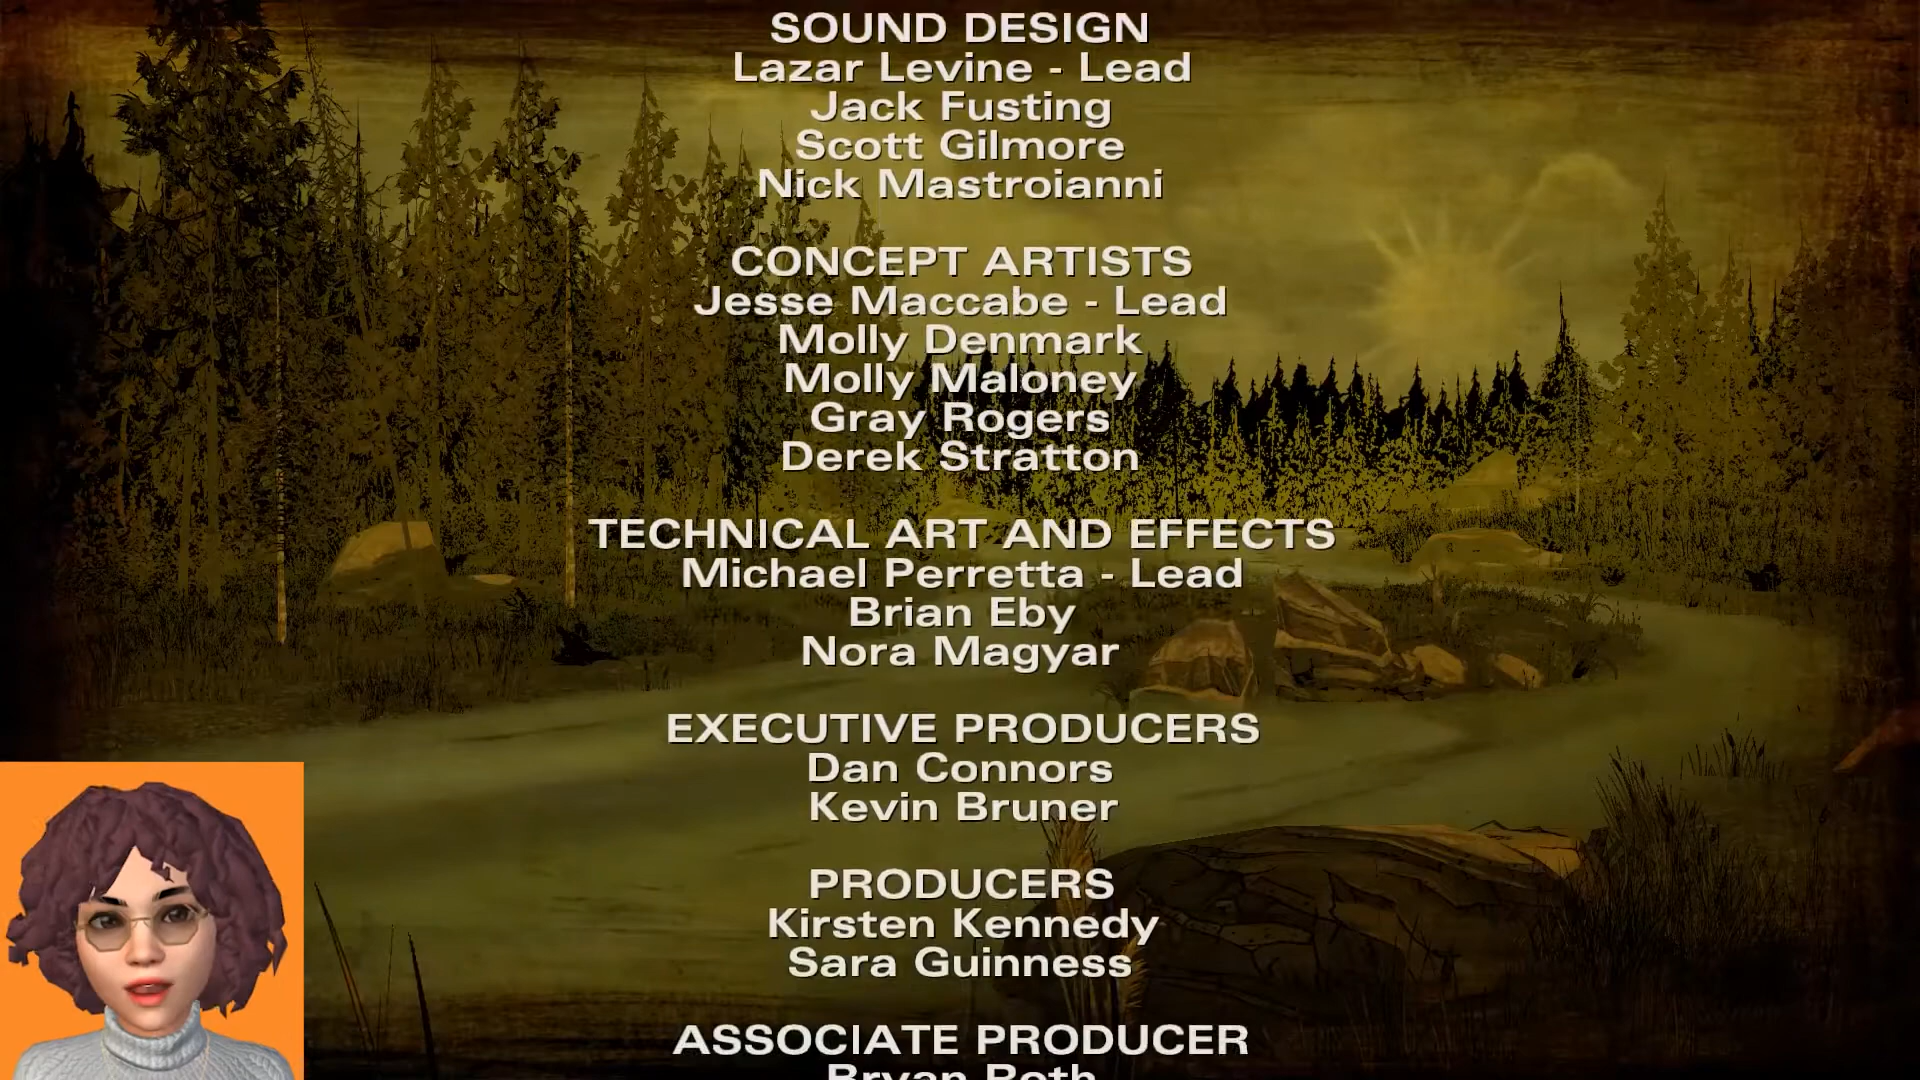 SOUND DESIGN
Lazar Levine - Lead
Jack Fusting
Scott Gilmore
Nick Mastroianni
CONCEPT ARTISTS
Jesse Maccabe - Lead
Molly Denmark
Molly Maloney
Gray Rogers
Derek Stratton
TECHNICAL ART AND EFFECTS
Michael Perretta - Lead
Brian Eby
Nora Magyar
EXECUTIVE PRODUCERS
Dan Connors
Kevin Bruner
PRODUCERS
Kirsten Kennedy
Sara Guinness
ASSOCIATE PRODUCER
Bryan Roth